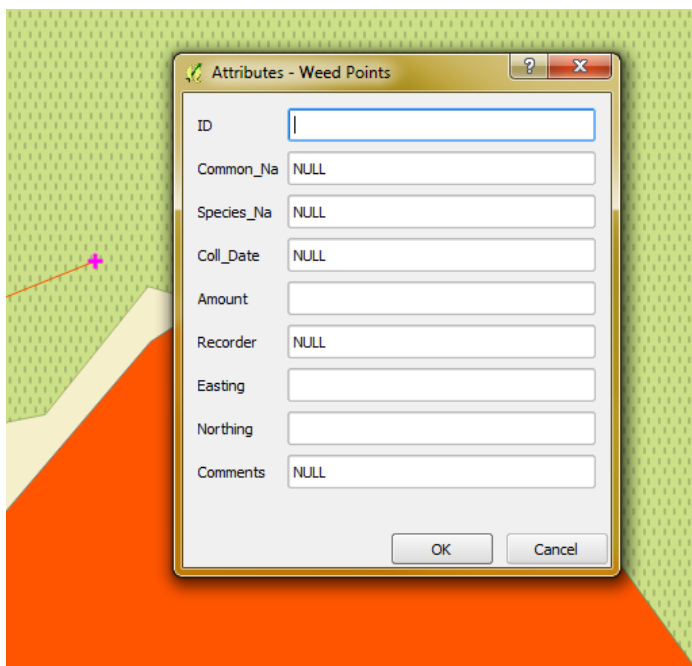 Attributes - Weed Points
ID
Common_Na NULL
Species_Na NULL
Coll_Date NULL
Amount
Recorder NULL
Easting
Northing
Comments NULL
OK Cancel